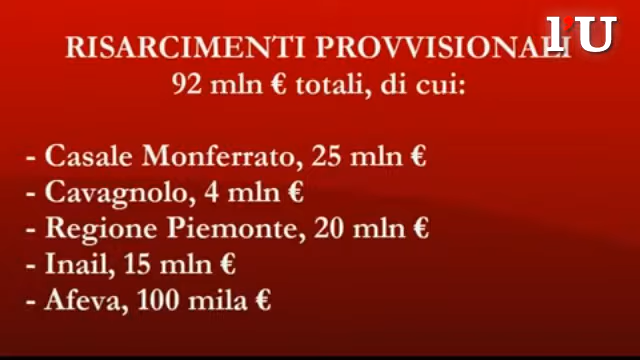 l'U
RISARCIMENTI PROVVISIONALI
92 mln € totali, di cui:
- Casale Monferrato, 25 mln €
- Cavagnolo, 4 mln €
- Regione Piemonte, 20 mln €
- Inail, 15 mln €
- Afeva, 100 mila €